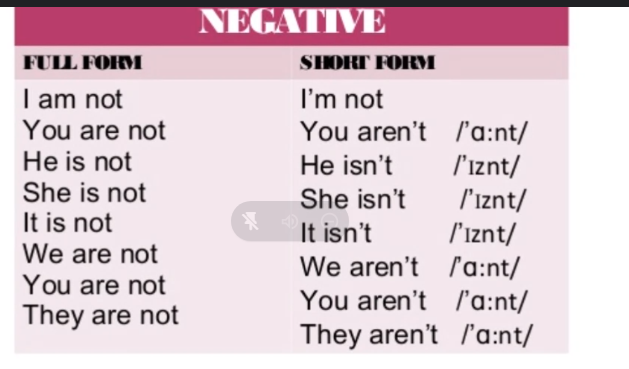 NEGATIVE
FULL FORM SHORT FORM
I am not I’m not
You are not You aren’t /’ɑ:nt/
He is not He isn’t /’ɪznt/
She is not She isn’t /’ɪznt/
It is not It isn’t /’ɪznt/
We are not We aren’t /’ɑ:nt/
You are not You aren’t /’ɑ:nt/
They are not They aren’t /’ɑ:nt/